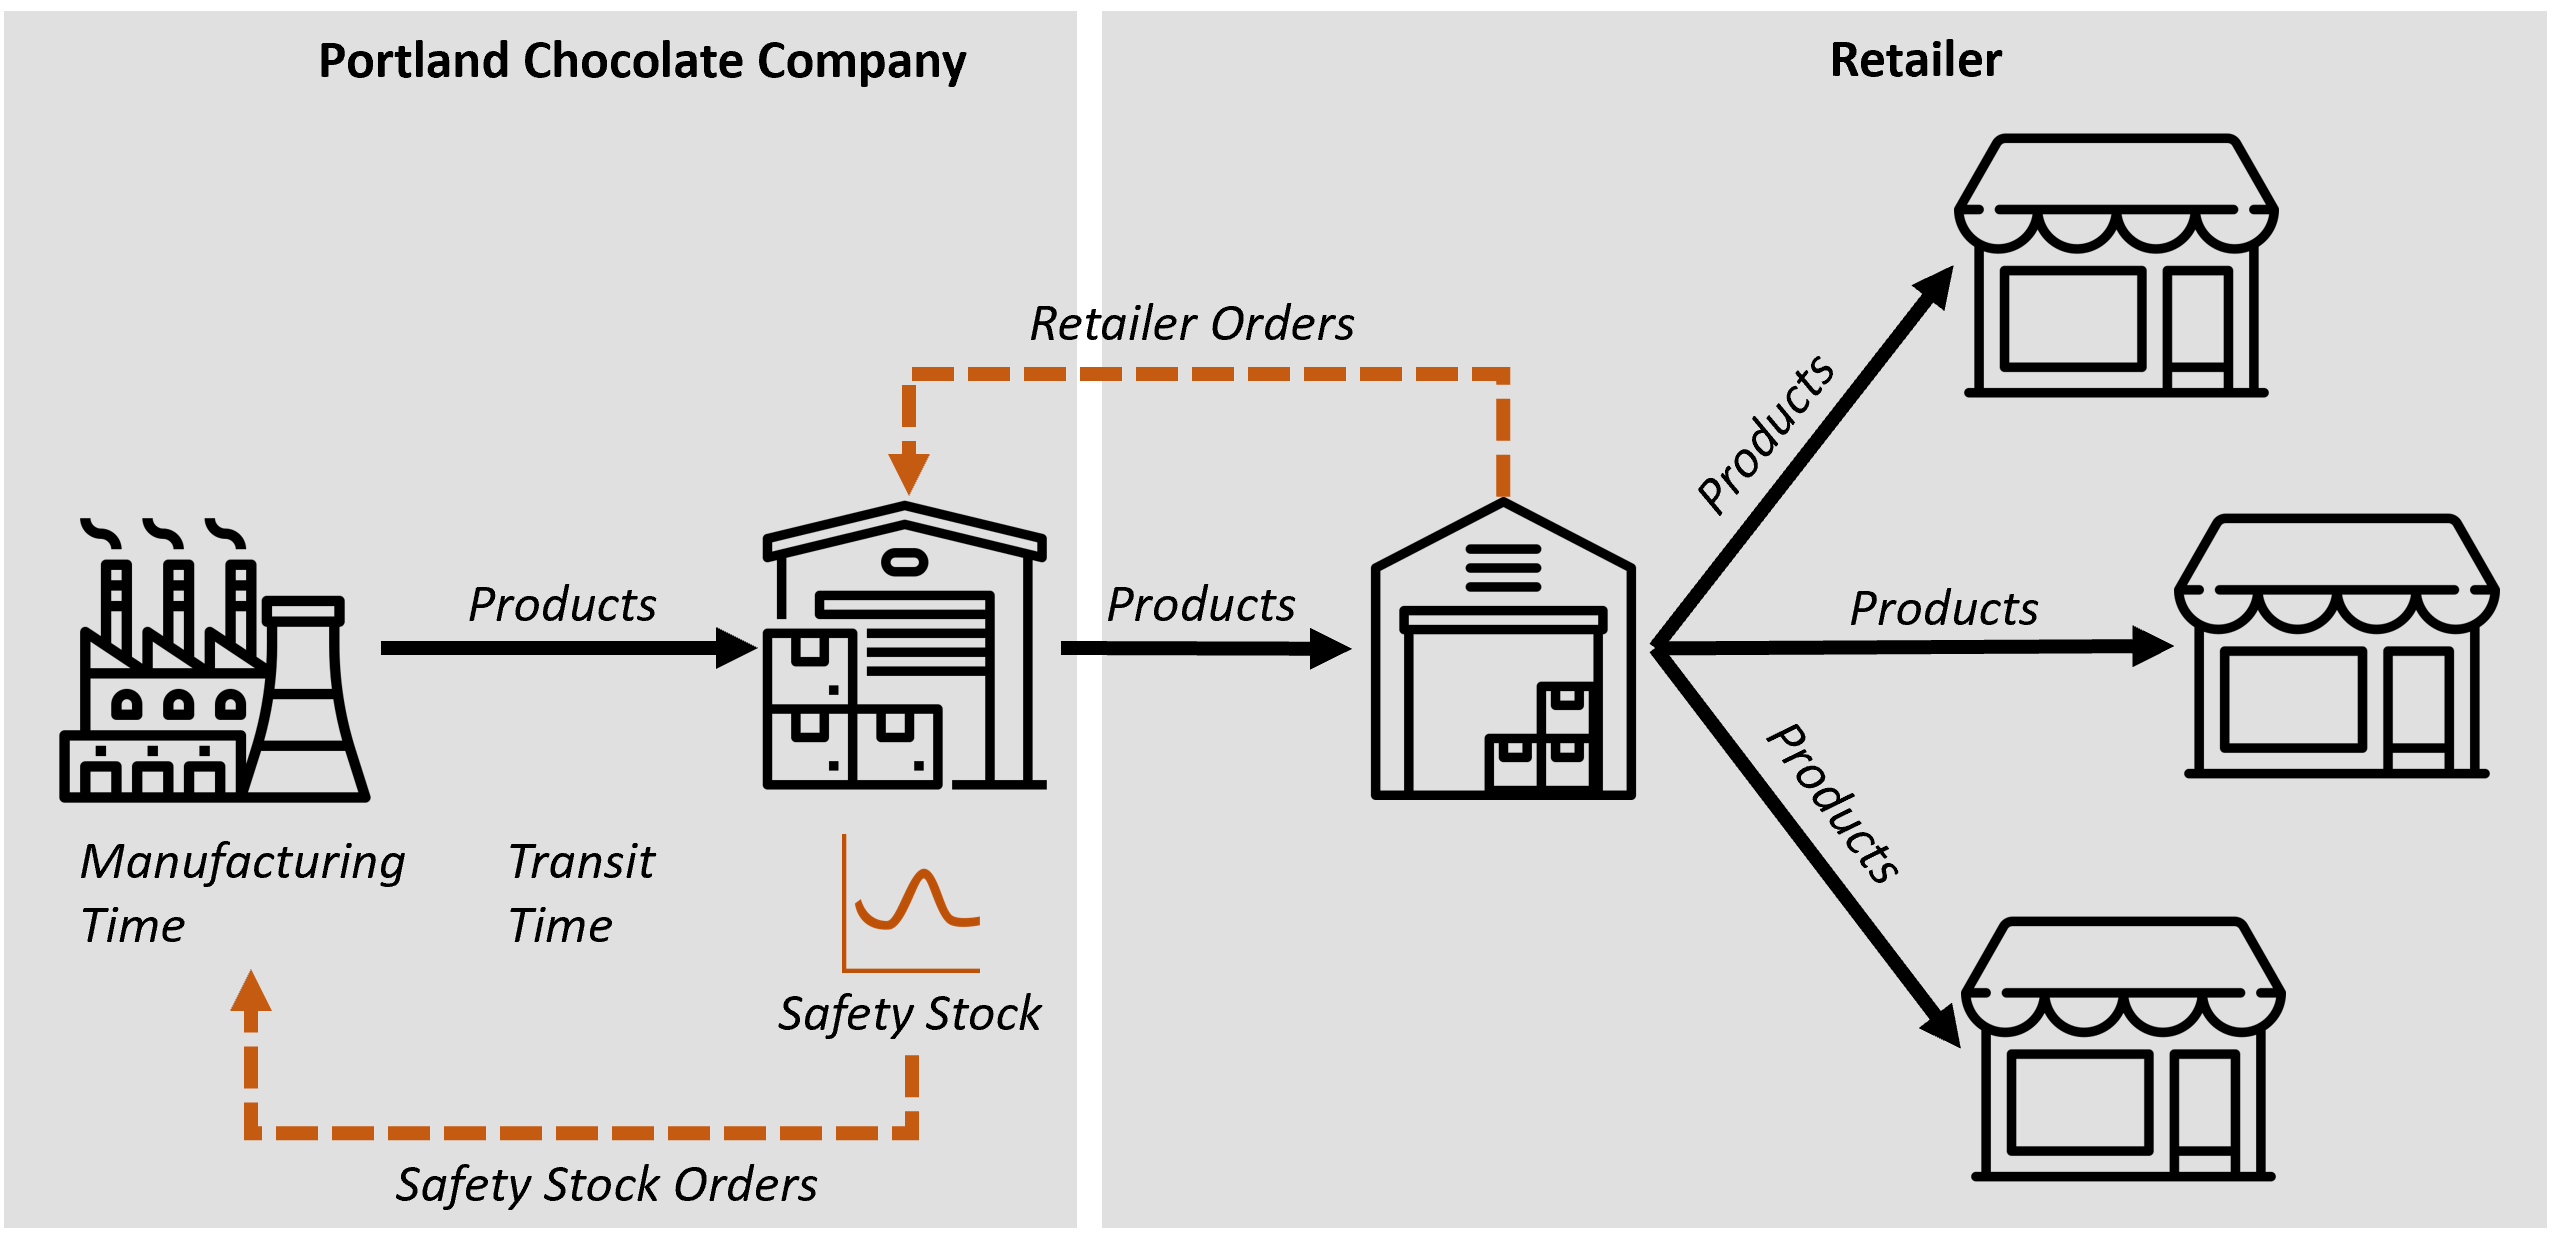 Portland Chocolate Company
Retailer
Retailer Orders
Products
Products
Products
Products
Products
Manufacturing
Time
Transit
Time
Safety Stock
Safety Stock Orders